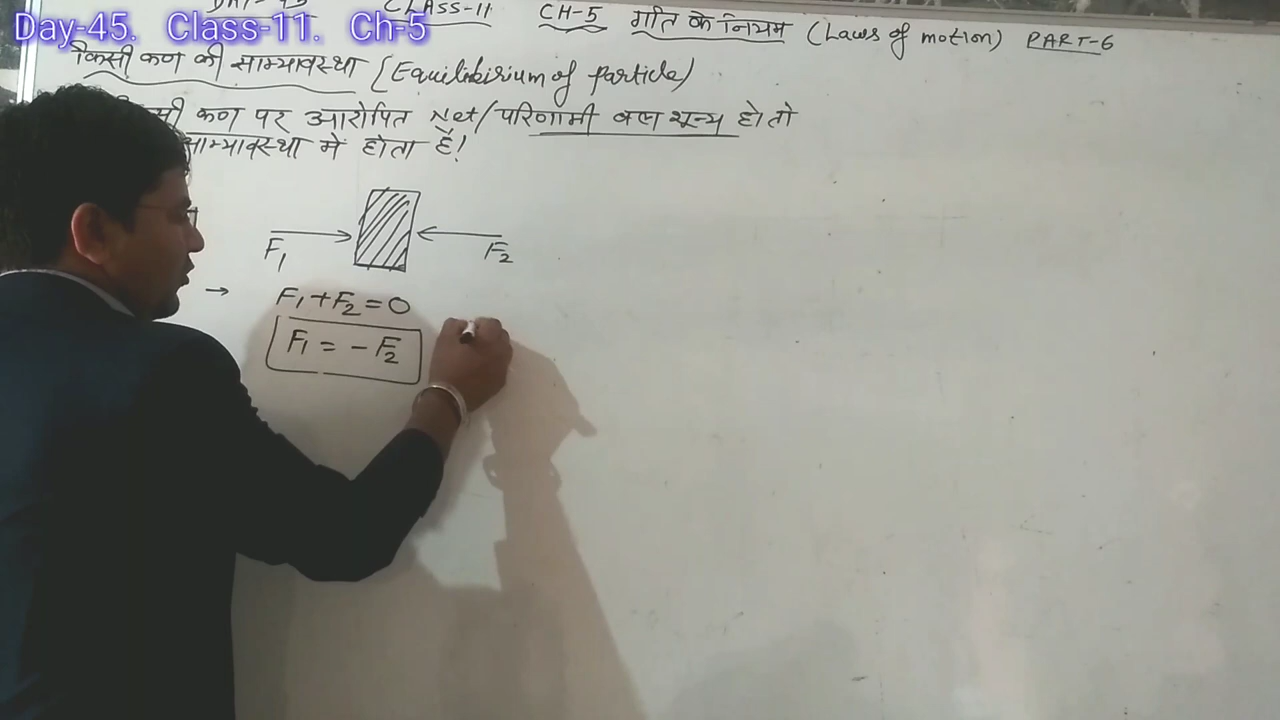 Day-45. Class-11. Ch-5
CLASS-11 CH-5 गति के नियम (Laws of motion) PART-6
किसी कण की साम्यावस्था (Equilibirium of particle)
कण पर आरोपित Net/परिणामी बल शून्य हो तो
साम्यावस्था मे होता है!
F₁ F₂
→ F₁+F₂=0
F₁ = -F₂